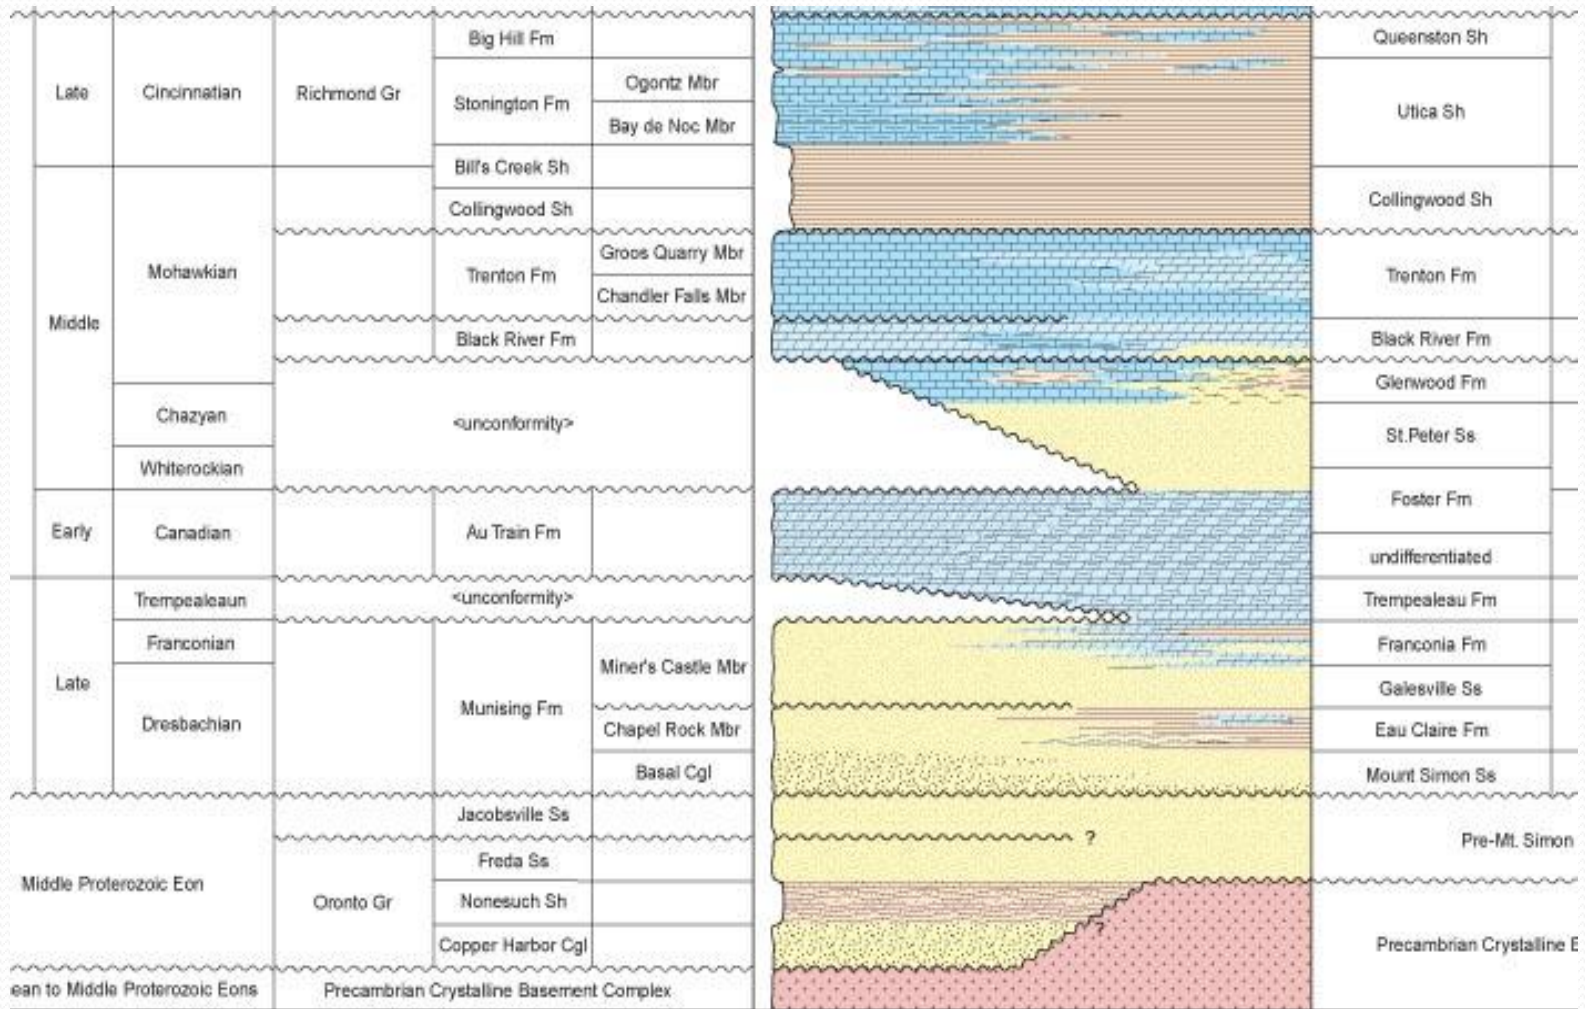 Big Hill Fm
Queenston Sh
Late
Cincinnatian
Richmond Gr
Stonington Fm
Ogontz Mbr
Bay de Noc Mbr
Utica Sh
Bill's Creek Sh
Collingwood Sh
Collingwood Sh
Middle
Mohawkian
Trenton Fm
Groos Quarry Mbr
Chandler Falls Mbr
Trenton Fm
Black River Fm
Black River Fm
Glenwood Fm
Chazyan
<unconformity>
St.Peter Ss
Whiterockian
Foster Fm
Early
Canadian
Au Train Fm
undifferentiated
Trempealeaun
<unconformity>
Trempealeau Fm
Franconian
Franconia Fm
Late
Miner's Castle Mbr
Galesville Ss
Dresbachian
Munising Fm
Chapel Rock Mbr
Eau Claire Fm
Basal Cgl
Mount Simon Ss
Jacobsville Ss
?
Pre-Mt. Simon
Freda Ss
Middle Proterozoic Eon
Oronto Gr
Nonesuch Sh
?
Copper Harbor Cgl
Precambrian Crystalline B
ean to Middle Proterozoic Eons
Precambrian Crystalline Basement Complex